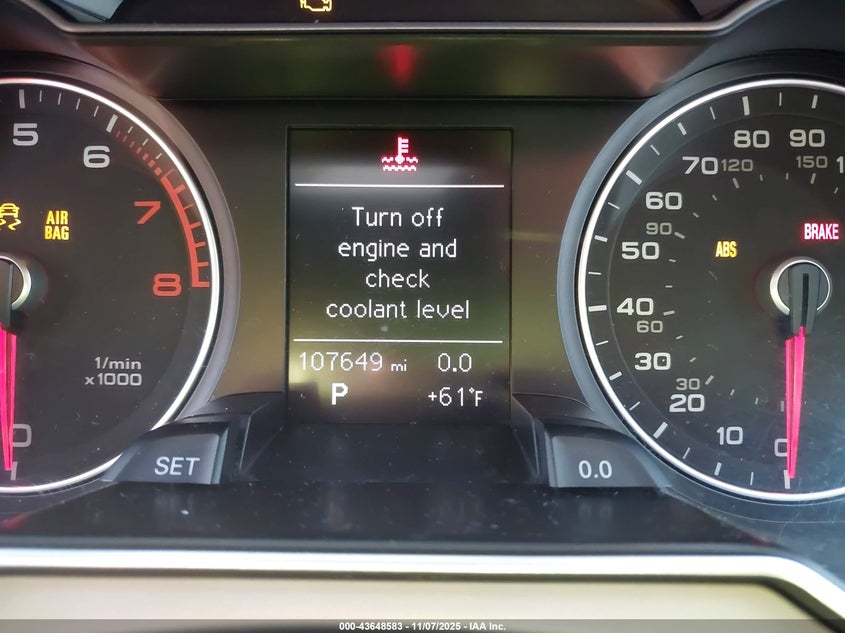 5
6
7
8
AIR
BAG
1/min
x1000
0
SET
Turn off
engine and
check
coolant level
107649 mi 0.0
P +61°F
80 90
70 120 150
60
90
50
ABS BRAKE
40
60
30
30
20
10
0
0.0
000-43648583 - 11/07/2025 - IAA Inc.